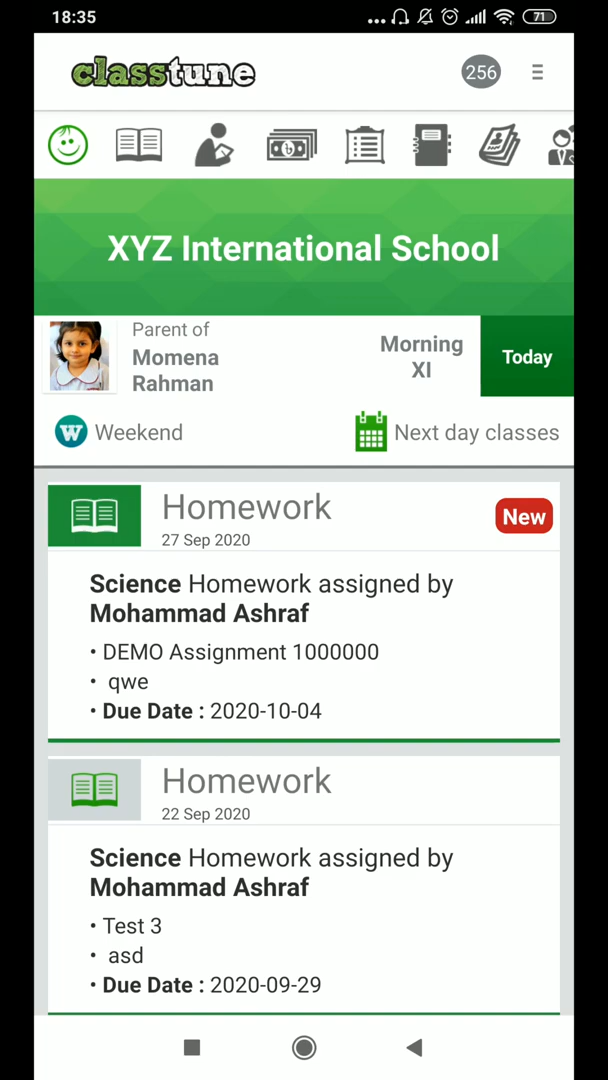 18:35
71
classtune
256
XYZ International School
Parent of
Momena
Rahman
Morning
XI
Today
W Weekend
Next day classes
Homework
27 Sep 2020
New
Science Homework assigned by
Mohammad Ashraf
• DEMO Assignment 1000000
• qwe
• Due Date : 2020-10-04
Homework
22 Sep 2020
Science Homework assigned by
Mohammad Ashraf
• Test 3
• asd
• Due Date : 2020-09-29